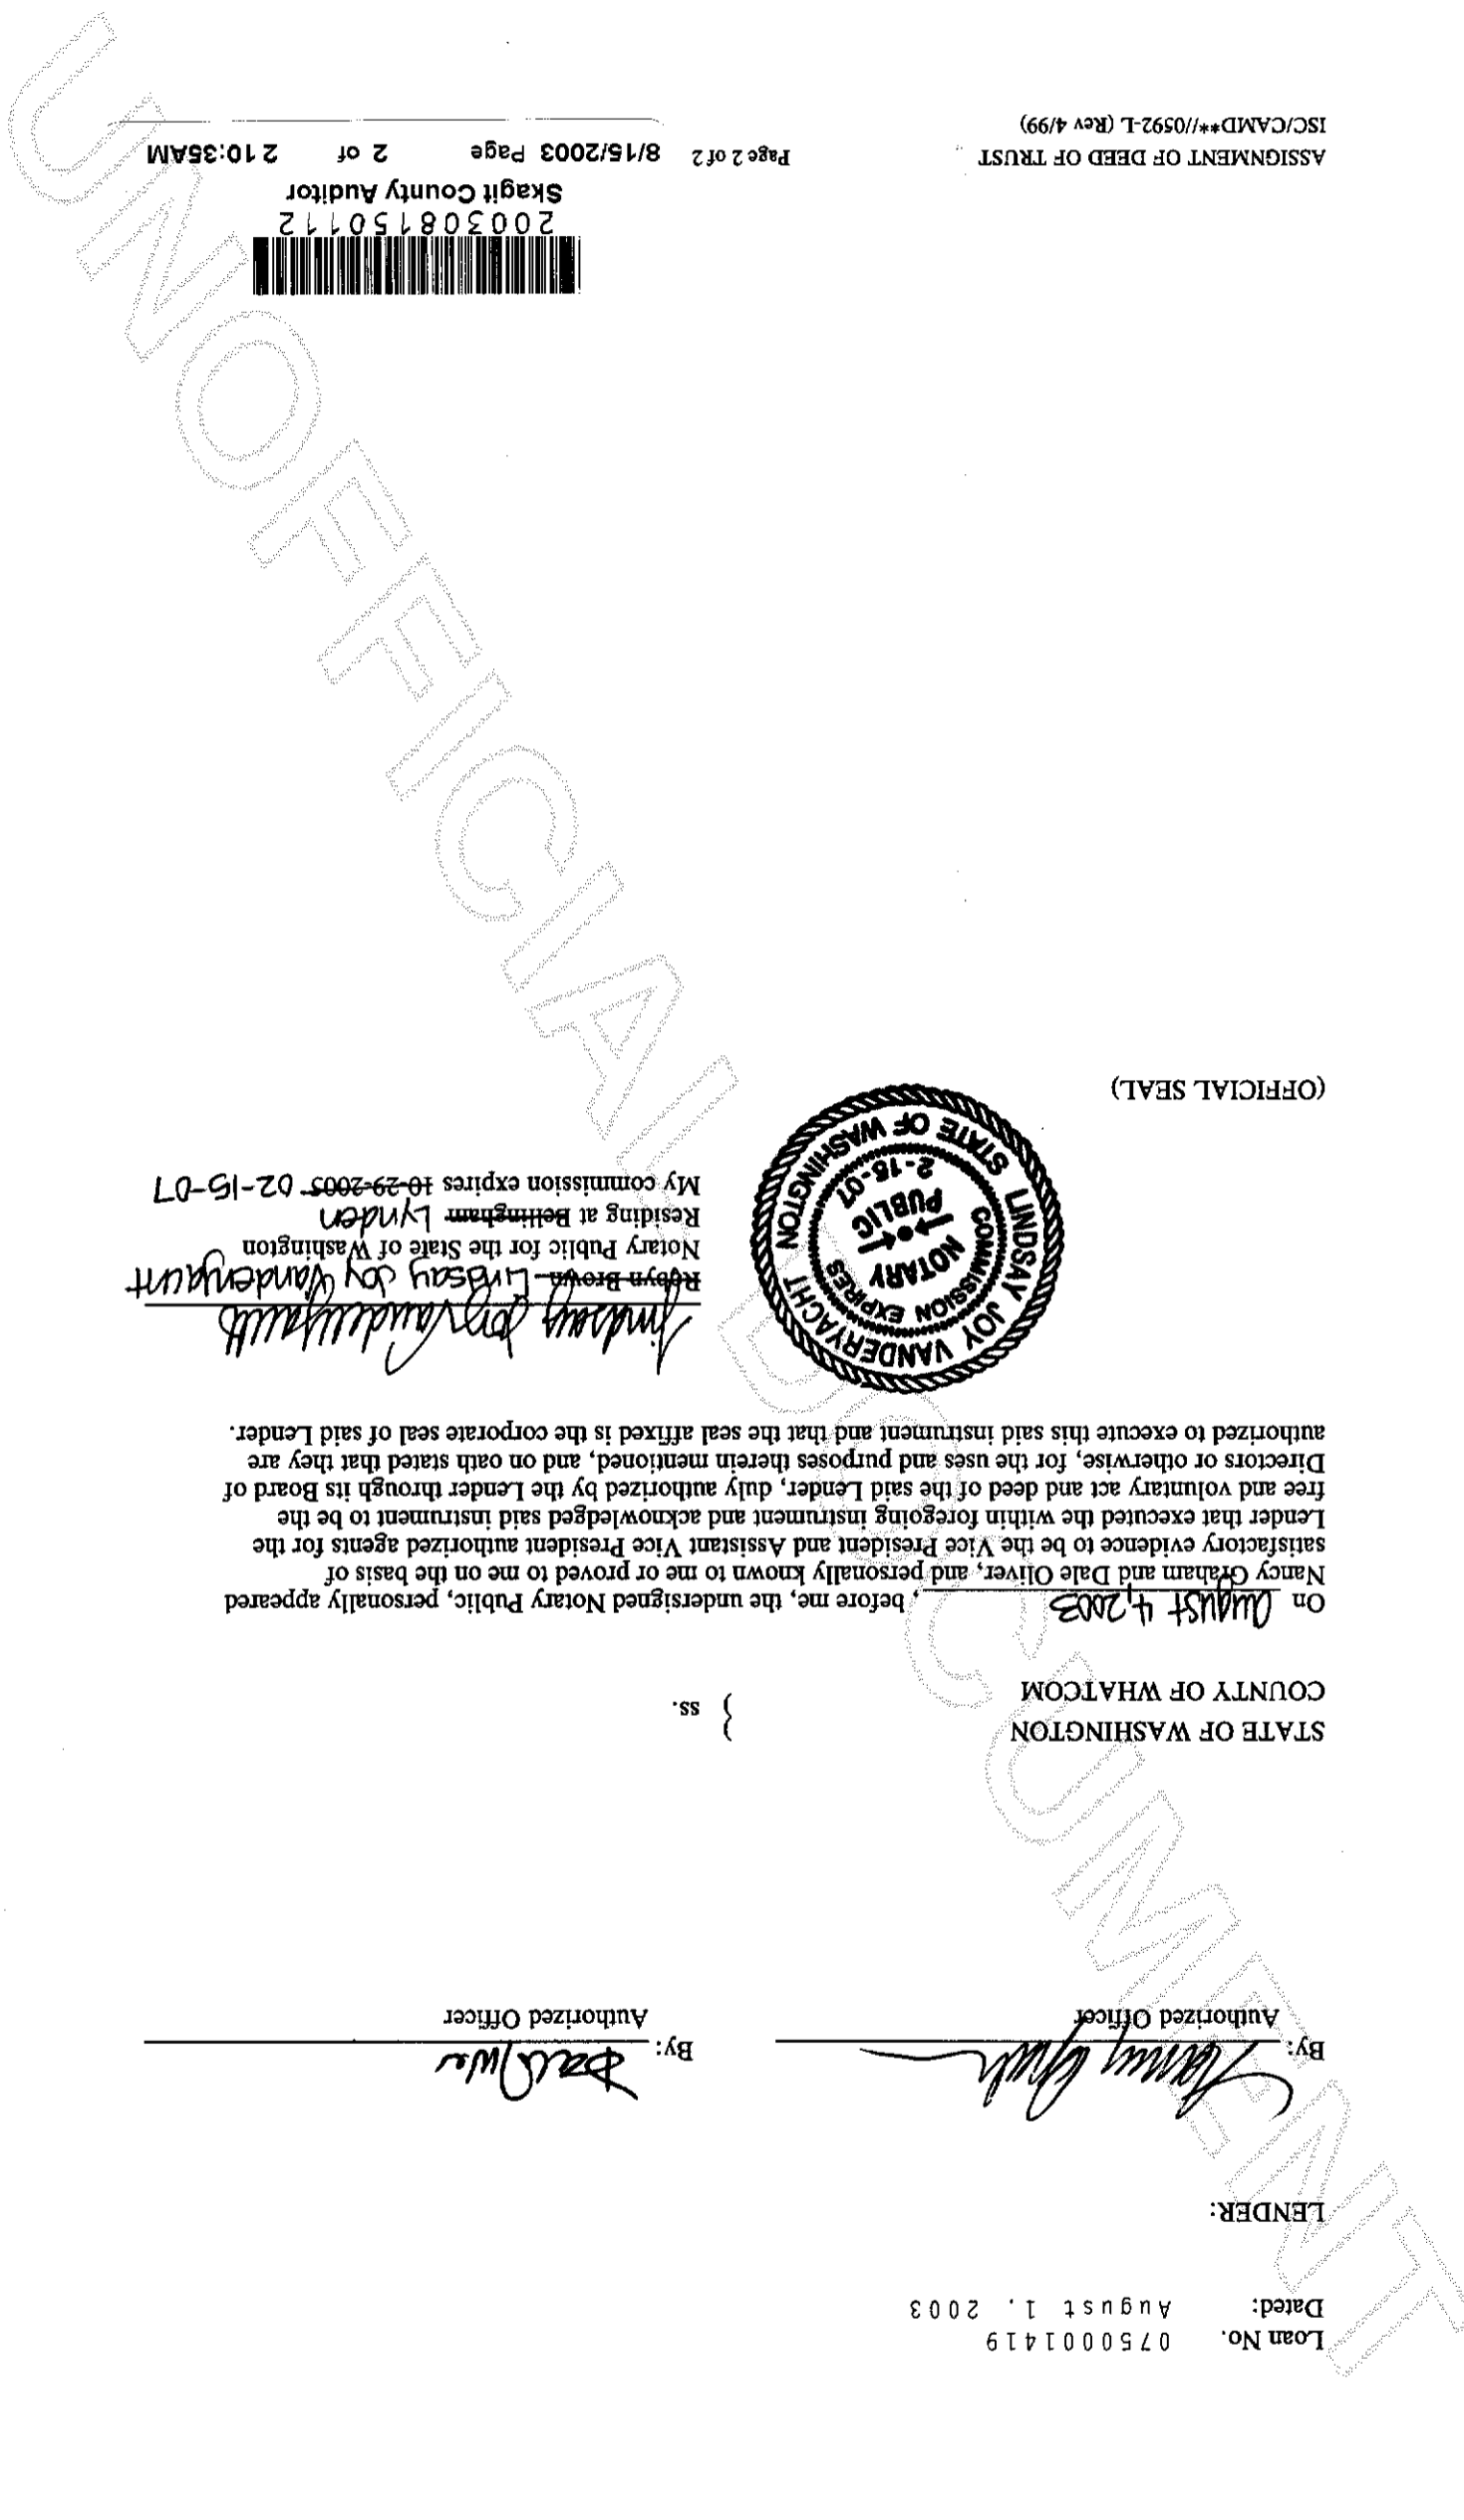 Loan No. 0750001419
Dated: August 1, 2003
LENDER:
By: By:
Authorized Officer Authorized Officer
STATE OF WASHINGTON
COUNTY OF WHATCOM
} ss.
On August 4, 2003, before me, the undersigned Notary Public, personally appeared
Nancy Graham and Dale Oliver, and personally known to me or proved to me on the basis of
satisfactory evidence to be the Vice President and Assistant Vice President authorized agents for the
Lender that executed the within foregoing instrument and acknowledged said instrument to be the
free and voluntary act and deed of the said Lender, duly authorized by the Lender through its Board of
Directors or otherwise, for the uses and purposes therein mentioned, and on oath stated that they are
authorized to execute this said instrument and that the seal affixed is the corporate seal of said Lender.
LINDSAY JOY VANDERYACHT
COMMISSION EXPIRES
NOTARY
PUBLIC
2-15-07
STATE OF WASHINGTON
Robyn Brown Lindsay Joy
Notary Public for the State of Washington
Residing at Bellingham Lynden
My commission expires 10-29-2005 02-15-07
(OFFICIAL SEAL)
200308150112
Skagit County Auditor
ASSIGNMENT OF DEED OF TRUST Page 2 of 2 8/15/2003 Page 2 of 2 10:35AM
ISC/CAMD**//0592-L (Rev 4/99)
UNOFFICIAL DOCUMENT